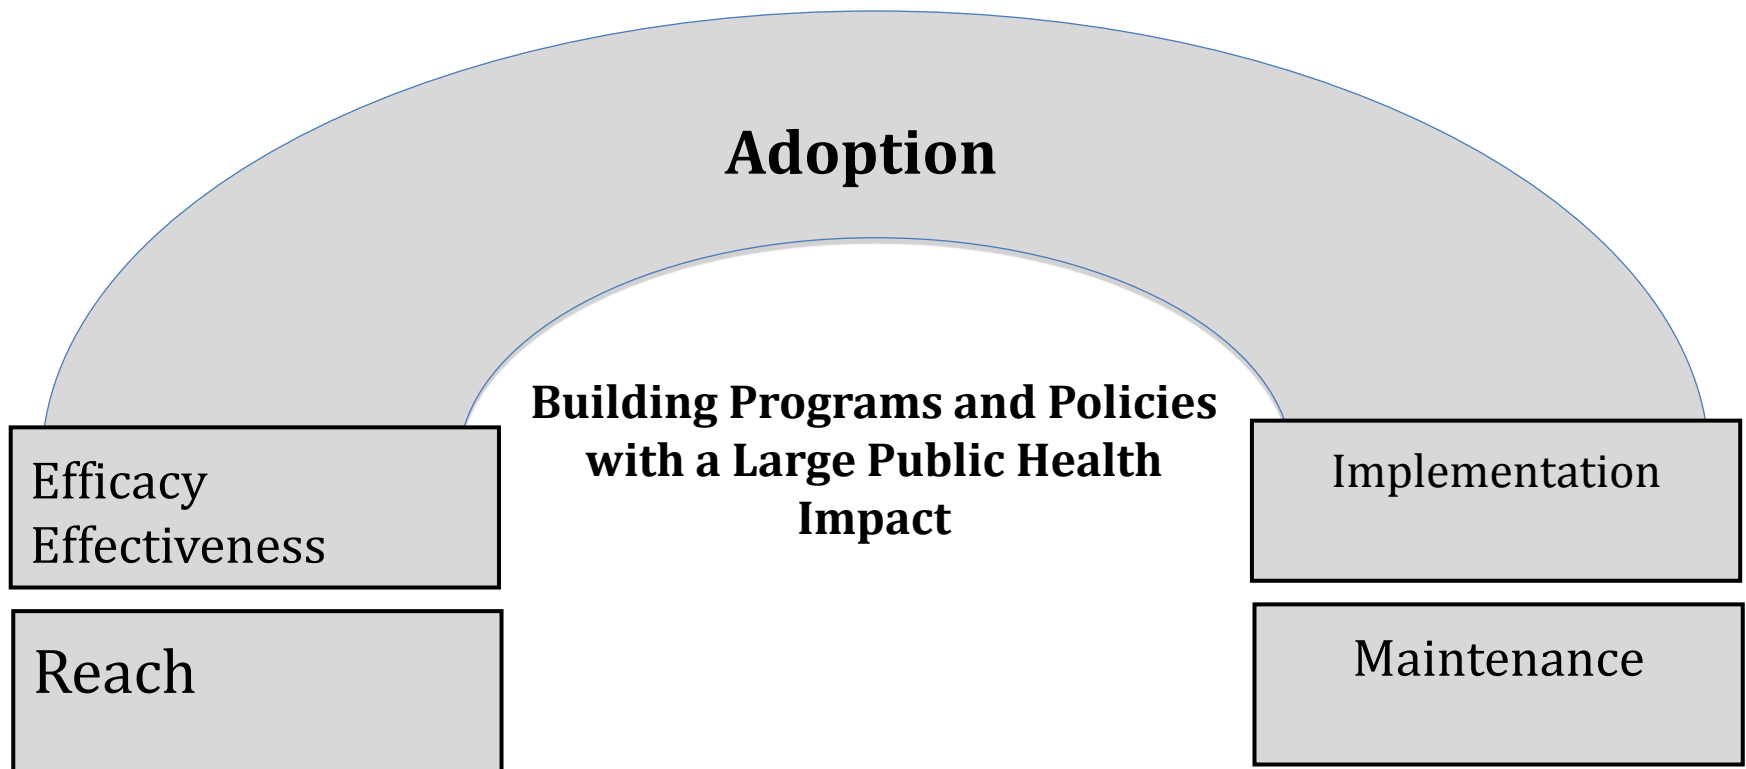 Adoption
Building Programs and Policies
with a Large Public Health
Impact
Efficacy
Effectiveness
Reach
Implementation
Maintenance